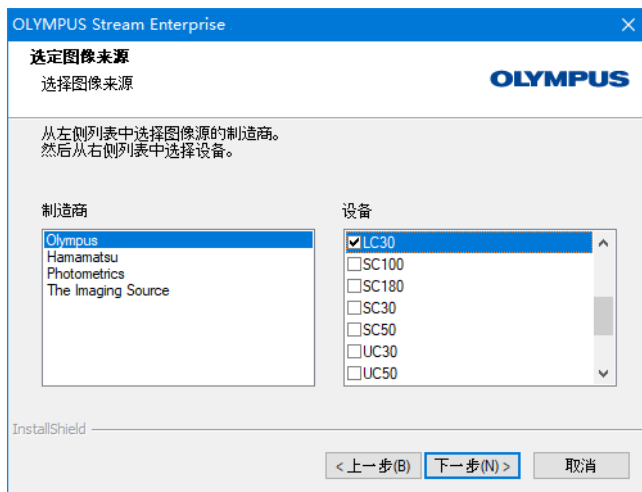 OLYMPUS Stream Enterprise
选定图像来源
选择图像来源
OLYMPUS
从左侧列表中选择图像源的制造商。
然后从右侧列表中选择设备。
制造商
Olympus
Hamamatsu
Photometrics
The Imaging Source
设备
LC30
SC100
SC180
SC30
SC50
UC30
UC50
InstallShield
<上一步(B)
下一步(N)>
取消